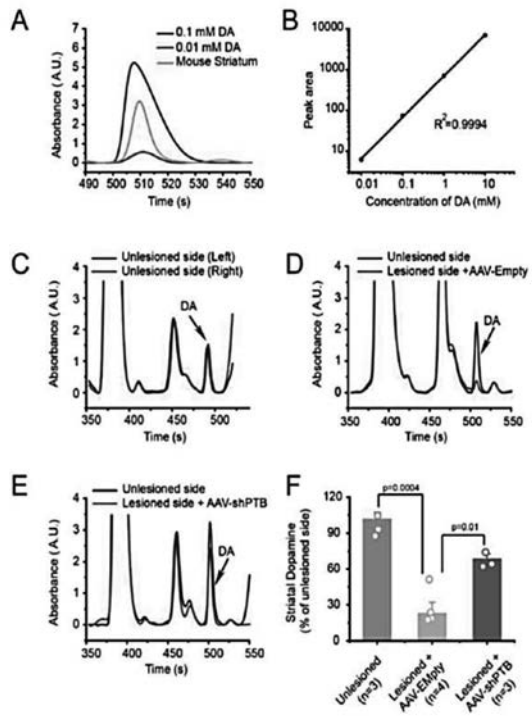 A
0.1 mM DA
0.01 mM DA
Mouse Striatum
Absorbance (A.U.)
6
5
4
3
2
1
0
490 500 510 520 530 540 550
Time (s)
B
Peak area
10000
1000
100
10
R²=0.9994
0.01 0.1 1 10
Concentration of DA (mM)
C
Unlesioned side (Left)
Unlesioned side (Right)
DA
Absorbance (A.U.)
4
3
2
1
0
350 400 450 500
Time (s)
D
Unlesioned side
Lesioned side +AAV-Empty
DA
Absorbance (A.U.)
4
3
2
1
0
350 400 450 500 550
Time (s)
E
Unlesioned side
Lesioned side + AAV-shPTB
DA
Absorbance (A.U.)
4
3
2
1
0
350 400 450 500 550
Time (s)
F
p=0.0004
p=0.01
Striatal Dopamine
(% of unlesioned side)
120
90
60
30
0
Unlesioned
(n=3)
Lesioned +
AAV-EMpty
(n=4)
Lesioned +
AAV-shPTB
(n=3)